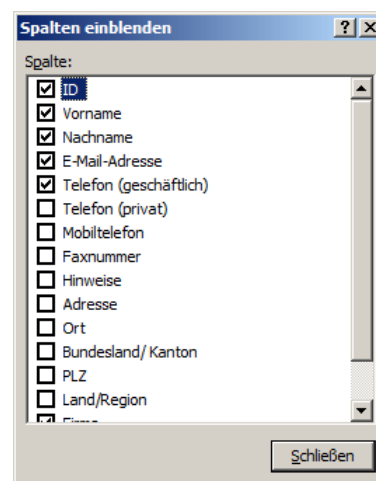 Spalten einblenden
Spalte:
ID
Vorname
Nachname
E-Mail-Adresse
Telefon (geschäftlich)
Telefon (privat)
Mobiltelefon
Faxnummer
Hinweise
Adresse
Ort
Bundesland/ Kanton
PLZ
Land/Region
Firma
Schließen